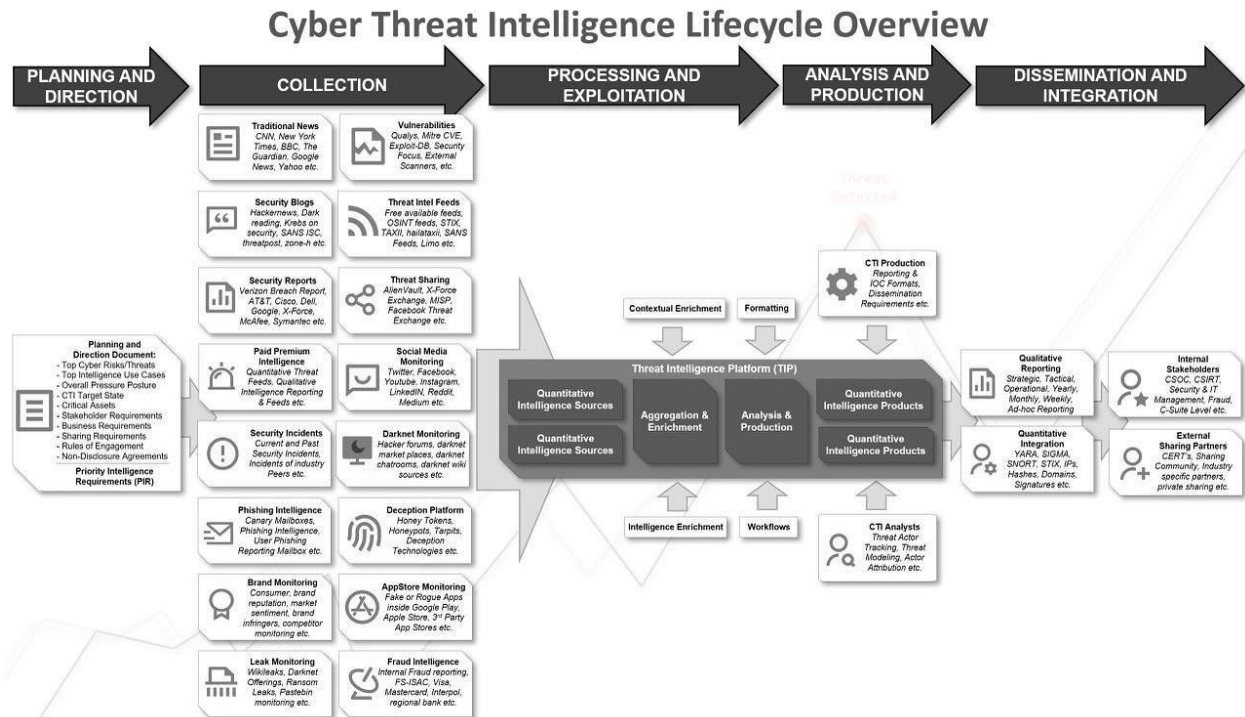 Cyber Threat Intelligence Lifecycle Overview
PLANNING AND
DIRECTION
COLLECTION
PROCESSING AND
EXPLOITATION
ANALYSIS AND
PRODUCTION
DISSEMINATION AND
INTEGRATION
Planning and
Direction Document:
- Top Cyber Risks/Threats
- Top Intelligence Use Cases
- Overall Pressure Posture
- CTI Target State
- Critical Assets
- Stakeholder Requirements
- Business Requirements
- Sharing Requirements
- Rules of Engagement
- Non-Disclosure Agreements
Priority Intelligence
Requirements (PIR)
Traditional News
CNN, New York
Times, BBC, The
Guardian, Google
News, Yahoo etc.
Vulnerabilities
Qualys, Mitre CVE,
Exploit-DB, Security
Focus, External
Scanners, etc.
Security Blogs
Hackernews, Dark
reading, Krebs on
security, SANS ISC,
threatpost, zone-h etc.
Threat Intel Feeds
Free available feeds,
OSINT feeds, STIX,
TAXII, hailataxii, SANS
Feeds, Limo etc.
Security Reports
Verizon Breach Report,
AT&T, Cisco, Dell,
Google, X-Force,
McAfee, Symantec etc.
Threat Sharing
AlienVault, X-Force
Exchange, MISP,
Facebook Threat
Exchange etc.
Paid Premium
Intelligence
Quantitative Threat
Feeds, Qualitative
Intelligence Reporting
& Feeds etc.
Social Media
Monitoring
Twitter, Facebook,
Youtube, Instagram,
LinkedIN, Reddit,
Medium etc.
Security Incidents
Current and Past
Security Incidents,
Incidents of industry
Peers etc.
Darknet Monitoring
Hacker forums, darknet
market places, darknet
chatrooms, darknet wiki
sources etc.
Phishing Intelligence
Canary Mailboxes,
Phishing Intelligence,
User Phishing
Reporting Mailbox etc.
Deception Platform
Honey Tokens,
Honeypots, Tarpits,
Deception
Technologies etc.
Brand Monitoring
Consumer, brand
reputation, market
sentiment, brand
infringers, competitor
monitoring etc.
AppStore Monitoring
Fake or Rogue Apps
inside Google Play,
Apple Store, 3rd Party
App Stores etc.
Leak Monitoring
Wikileaks, Darknet
Offerings, Ransom
Leaks, Pastebin
monitoring etc.
Fraud Intelligence
Internal Fraud reporting,
FS-ISAC, Visa,
Mastercard, Interpol,
regional bank etc.
Threat
Detected
Contextual Enrichment
Formatting
CTI Production
Reporting &
IOC Formats,
Dissemination
Requirements etc.
Threat Intelligence Platform (TIP)
Quantitative
Intelligence Sources
Quantitative
Intelligence Sources
Aggregation &
Enrichment
Analysis &
Production
Quantitative
Intelligence Products
Quantitative
Intelligence Products
Intelligence Enrichment
Workflows
CTI Analysts
Threat Actor
Tracking, Threat
Modeling, Actor
Attribution etc.
Qualitative
Reporting
Strategic, Tactical,
Operational, Yearly,
Monthly, Weekly,
Ad-hoc Reporting
Quantitative
Integration
YARA, SIGMA,
SNORT, STIX, IPs,
Hashes, Domains,
Signatures etc.
Internal
Stakeholders
CSOC, CSIRT,
Security & IT
Management, Fraud,
C-Suite Level etc.
External
Sharing Partners
CERT's, Sharing
Community, Industry
specific partners,
private sharing etc.